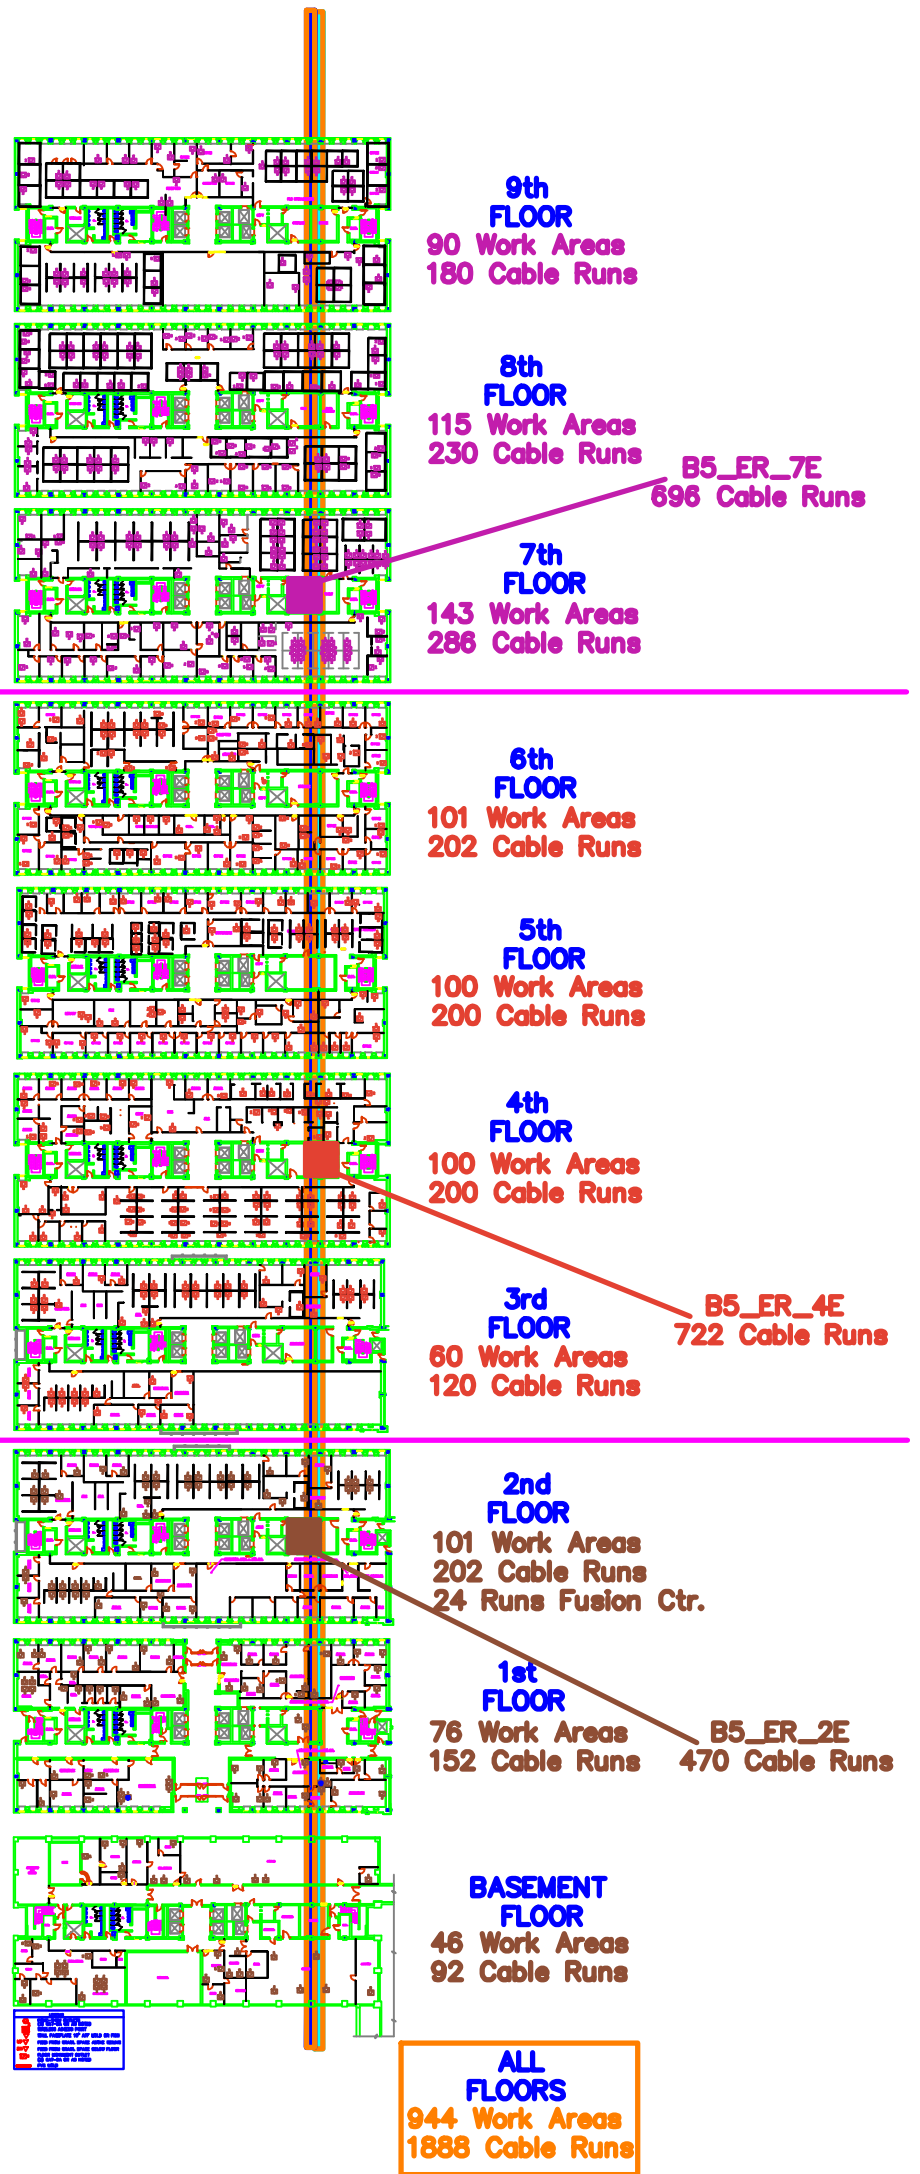 9th
FLOOR
90 Work Areas
180 Cable Runs
8th
FLOOR
115 Work Areas
230 Cable Runs
B5_ER_7E
696 Cable Runs
7th
FLOOR
143 Work Areas
286 Cable Runs
6th
FLOOR
101 Work Areas
202 Cable Runs
5th
FLOOR
100 Work Areas
200 Cable Runs
4th
FLOOR
100 Work Areas
200 Cable Runs
3rd
FLOOR
60 Work Areas
120 Cable Runs
B5_ER_4E
722 Cable Runs
2nd
FLOOR
101 Work Areas
202 Cable Runs
24 Runs Fusion Ctr.
1st
FLOOR
76 Work Areas
152 Cable Runs
B5_ER_2E
470 Cable Runs
BASEMENT
FLOOR
46 Work Areas
92 Cable Runs
ALL
FLOORS
944 Work Areas
1888 Cable Runs